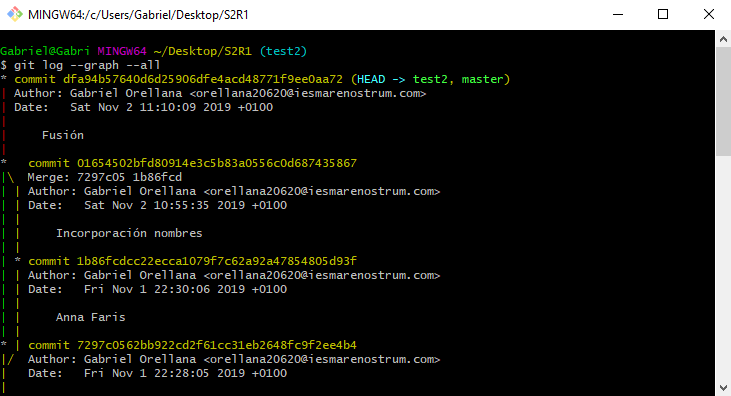 MINGW64:/c/Users/Gabriel/Desktop/S2R1
Gabriel@Gabri MINGW64 ~/Desktop/S2R1 (test2)
$ git log --graph --all
* commit dfa94b57640d6d25906dfe4acd48771f9ee0aa72 (HEAD -> test2, master)
| Author: Gabriel Orellana <orellana20620@iesmarenostrum.com>
| Date:   Sat Nov 2 11:10:09 2019 +0100
|
|     Fusión
|
*   commit 01654502bfd80914e3c5b83a0556c0d687435867
|\  Merge: 7297c05 1b86fcd
| | Author: Gabriel Orellana <orellana20620@iesmarenostrum.com>
| | Date:   Sat Nov 2 10:55:35 2019 +0100
| |
| |     Incorporación nombres
| |
| * commit 1b86fcdcc22ecca1079f7c62a92a47854805d93f
| | Author: Gabriel Orellana <orellana20620@iesmarenostrum.com>
| | Date:   Fri Nov 1 22:30:06 2019 +0100
| |
| |     Anna Faris
| |
* | commit 7297c0562bb922cd2f61cc31eb2648fc9f2ee4b4
|/  Author: Gabriel Orellana <orellana20620@iesmarenostrum.com>
|   Date:   Fri Nov 1 22:28:05 2019 +0100
|